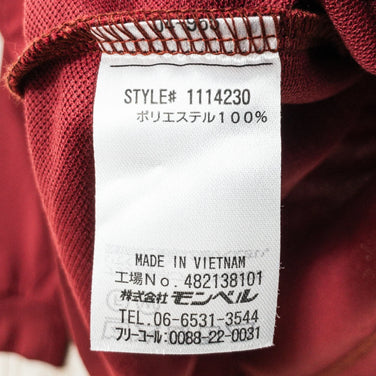 STYLE# 1114230
ポリエステル100%
MADE IN VIETNAM
工場No. 482138101
株式会社 モンベル
TEL. 06-6531-3544
フリーコール: 0088-22-0031